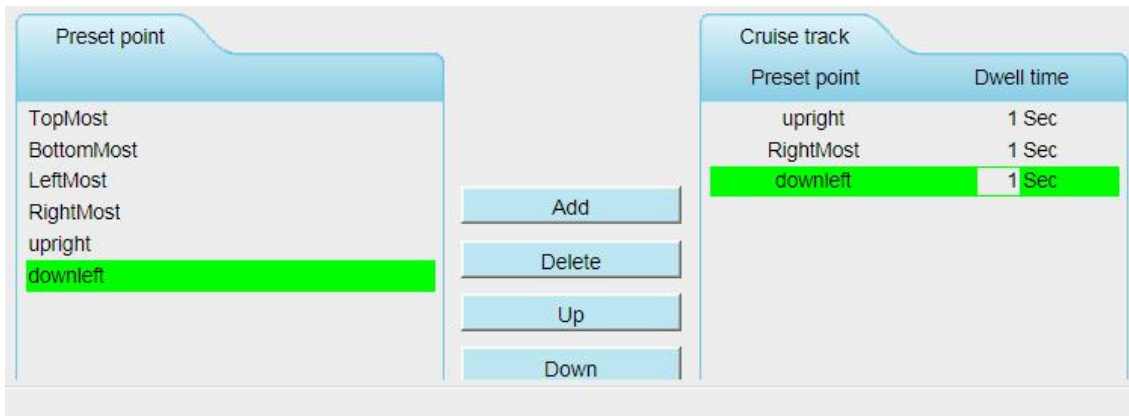 Preset point
TopMost
BottomMost
LeftMost
RightMost
upright
downleft
Add
Delete
Up
Down
Cruise track
Preset point Dwell time
upright 1 Sec
RightMost 1 Sec
downleft 1 Sec